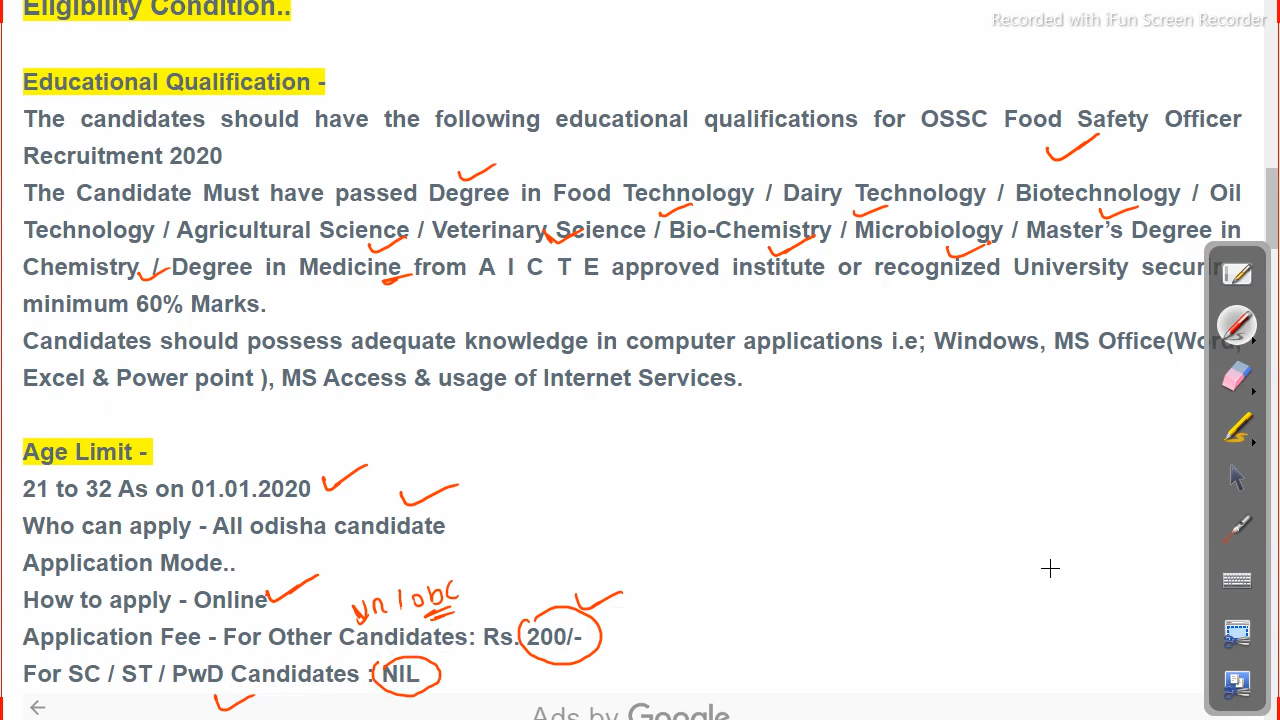 Eligibility Condition..
Recorded with iFun Screen Recorder
Educational Qualification -
The candidates should have the following educational qualifications for OSSC Food Safety Officer
Recruitment 2020
The Candidate Must have passed Degree in Food Technology / Dairy Technology / Biotechnology / Oil
Technology / Agricultural Science / Veterinary Science / Bio-Chemistry / Microbiology / Master's Degree in
Chemistry / Degree in Medicine from A I C T E approved institute or recognized University
minimum 60% Marks.
Candidates should possess adequate knowledge in computer applications i.e; Windows, MS Office(Word,
Excel & Power point ), MS Access & usage of Internet Services.
Age Limit -
21 to 32 As on 01.01.2020
Who can apply - All odisha candidate
Application Mode..
How to apply - Online
/ obc
Application Fee - For Other Candidates: Rs. 200/-
For SC / ST / PwD Candidates : NIL
Ads by Google